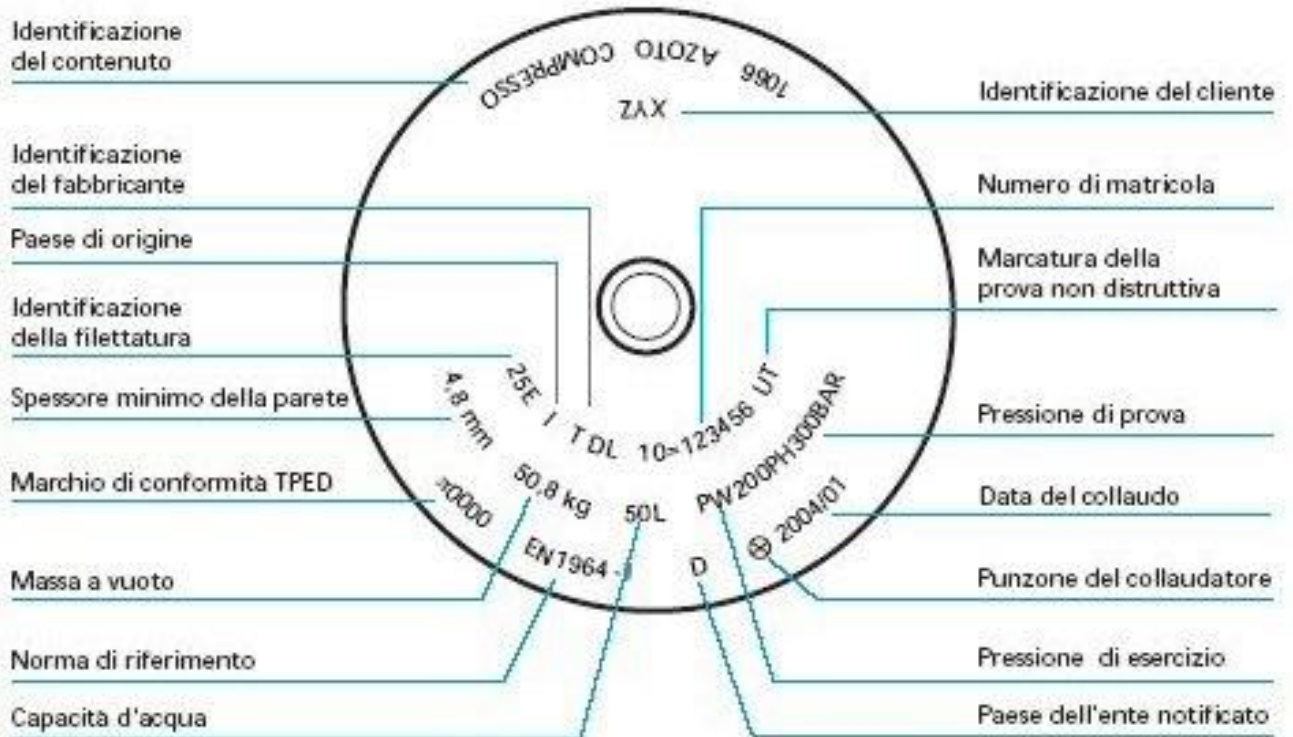 Identificazione
del contenuto
1066 AZOTO COMPRESSO
XYZ
Identificazione del cliente
Identificazione
del fabbricante
Numero di matricola
Paese di origine
Marcatura della
prova non distruttiva
Identificazione
della filettatura
25E I T DL 10=123456 UT
Spessore minimo della parete
Pressione di prova
4,8 mm 50,8 kg 50L PW200PH300BAR
Marchio di conformità TPED
Data del collaudo
0000 EN1964 D 2004/01
Massa a vuoto
Punzone del collaudatore
Norma di riferimento
Pressione di esercizio
Capacità d'acqua
Paese dell'ente notificato